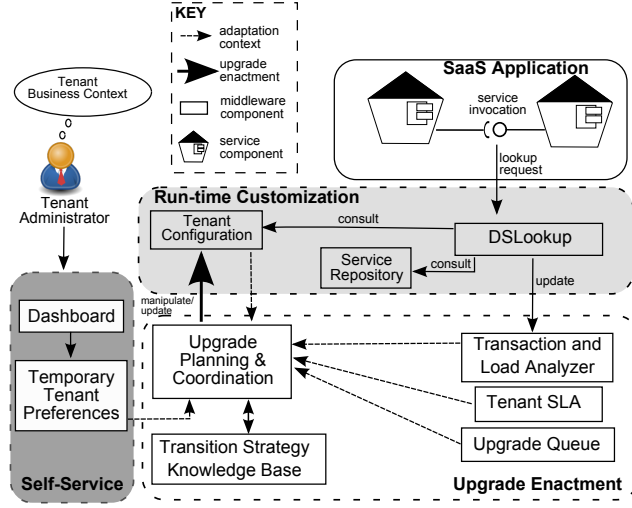 KEY
adaptation
context
upgrade
enactment
middleware
component
service
component
Tenant
Business Context
Tenant
Administrator
SaaS Application
service
invocation
lookup
request
Run-time Customization
Tenant
Configuration
consult
DSLookup
Service
Repository
consult
update
manipulate/
update
Dashboard
Temporary
Tenant
Preferences
Self-Service
Upgrade
Planning &
Coordination
Transition Strategy
Knowledge Base
Transaction and
Load Analyzer
Tenant SLA
Upgrade Queue
Upgrade Enactment